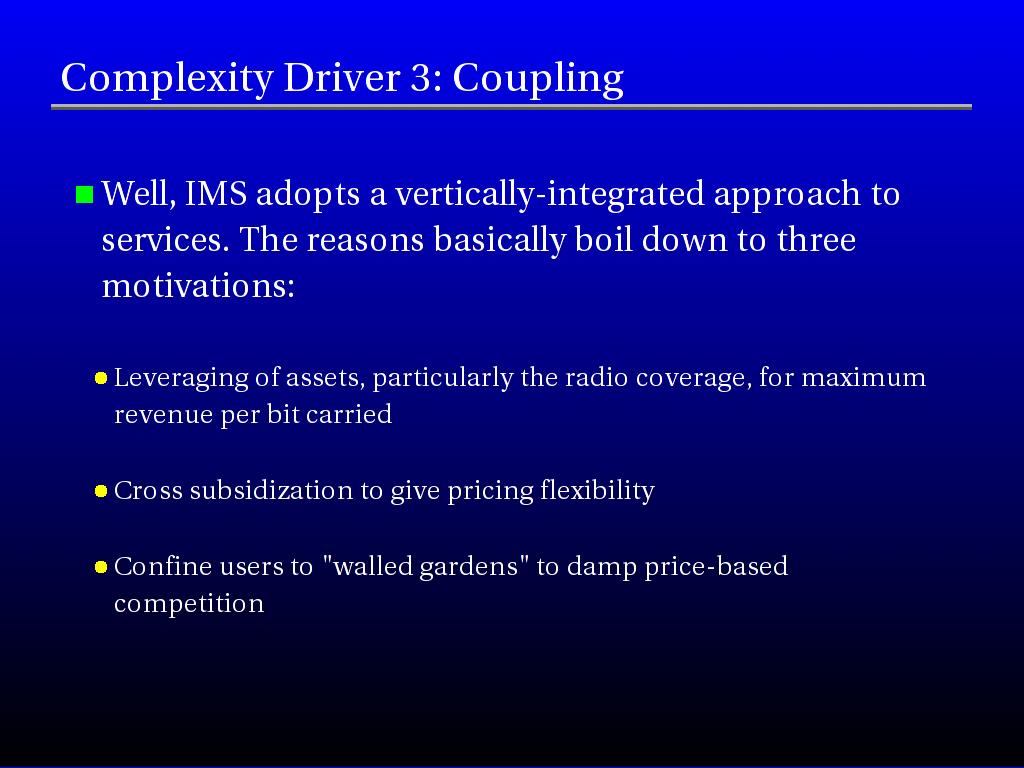 Complexity Driver 3: Coupling
Well, IMS adopts a vertically-integrated approach to
services. The reasons basically boil down to three
motivations:
Leveraging of assets, particularly the radio coverage, for maximum
revenue per bit carried
Cross subsidization to give pricing flexibility
Confine users to "walled gardens" to damp price-based
competition